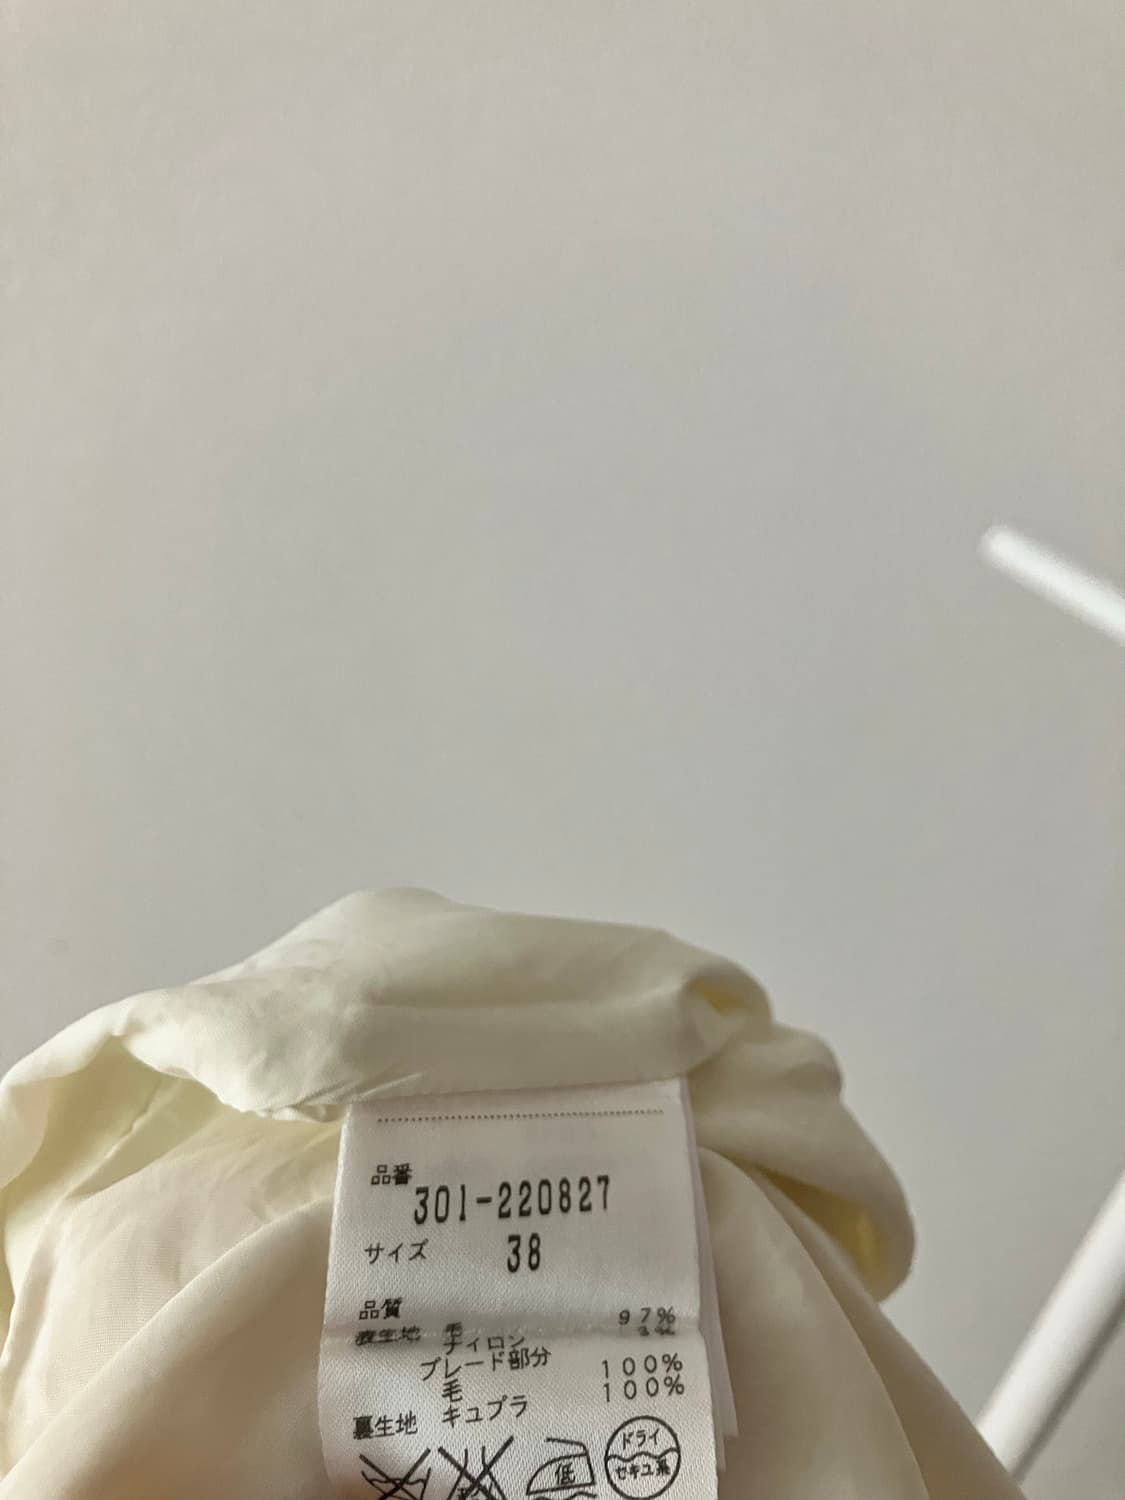 品番
301-220827
サイズ 38
品質
表生地 毛 97%
ナイロン 3%
ブレード部分
毛 100%
裏生地 キュプラ 100%
低
ドライ
セキユ系